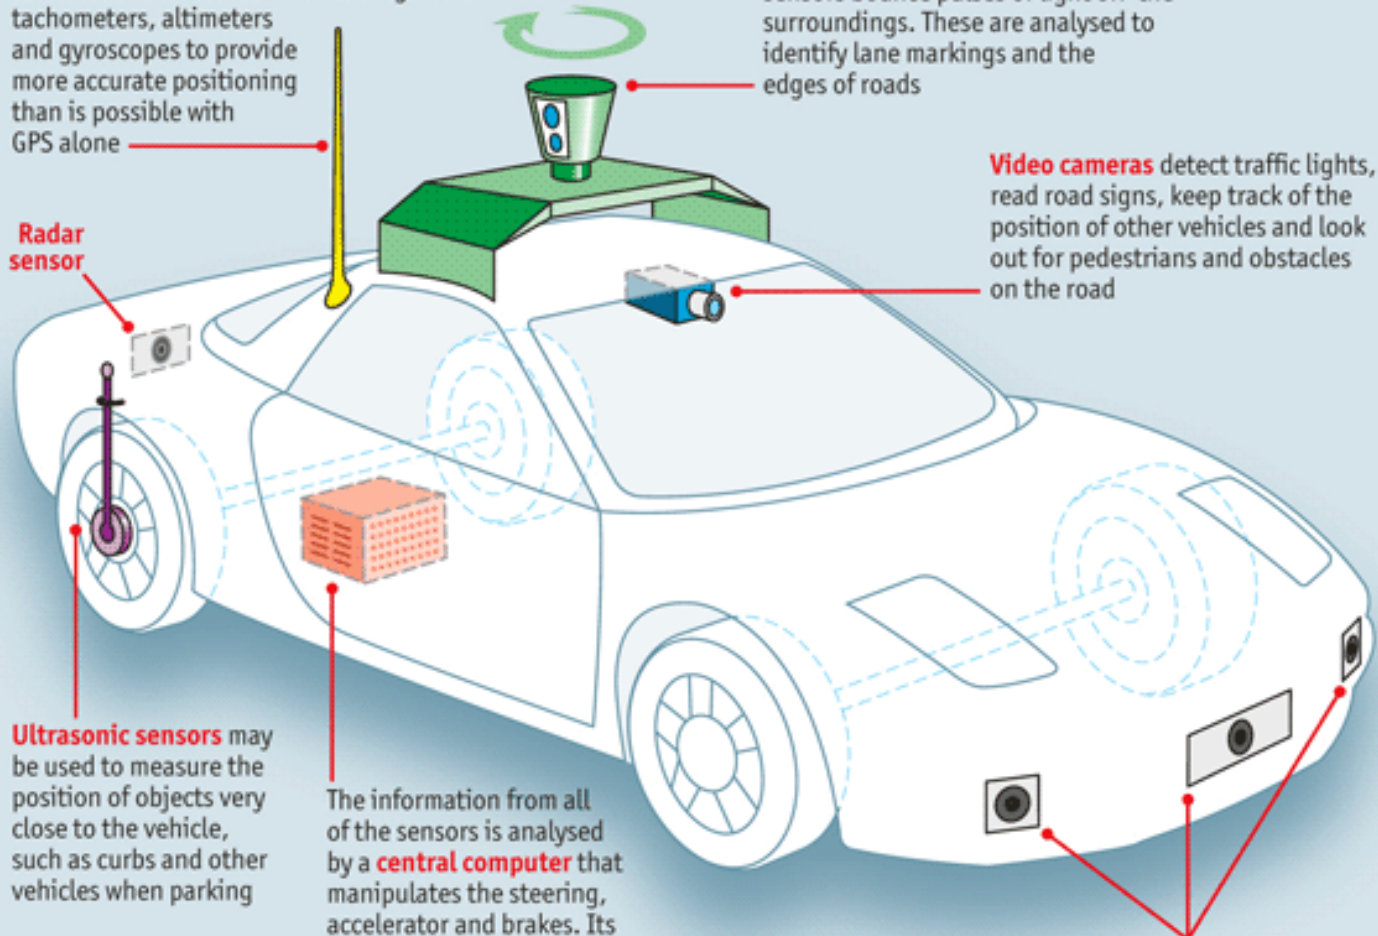 tachometers, altimeters
and gyroscopes to provide
more accurate positioning
than is possible with
GPS alone
surroundings. These are analysed to
identify lane markings and the
edges of roads
Video cameras detect traffic lights,
read road signs, keep track of the
position of other vehicles and look
out for pedestrians and obstacles
on the road
Radar
sensor
Ultrasonic sensors may
be used to measure the
position of objects very
close to the vehicle,
such as curbs and other
vehicles when parking
The information from all
of the sensors is analysed
by a central computer that
manipulates the steering,
accelerator and brakes. Its